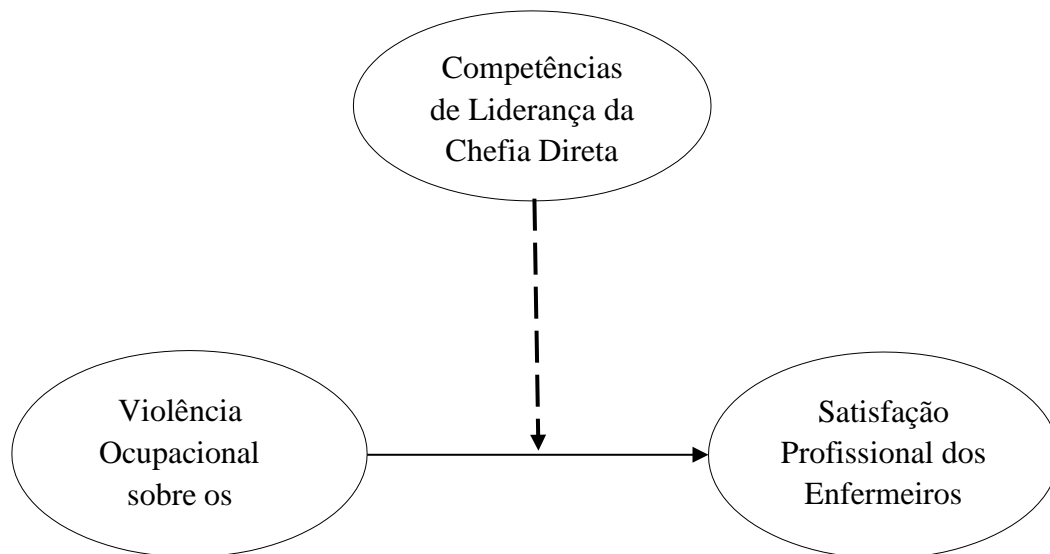 Competências
de Liderança da
Chefia Direta
Violência
Ocupacional
sobre os
Satisfação
Profissional dos
Enfermeiros